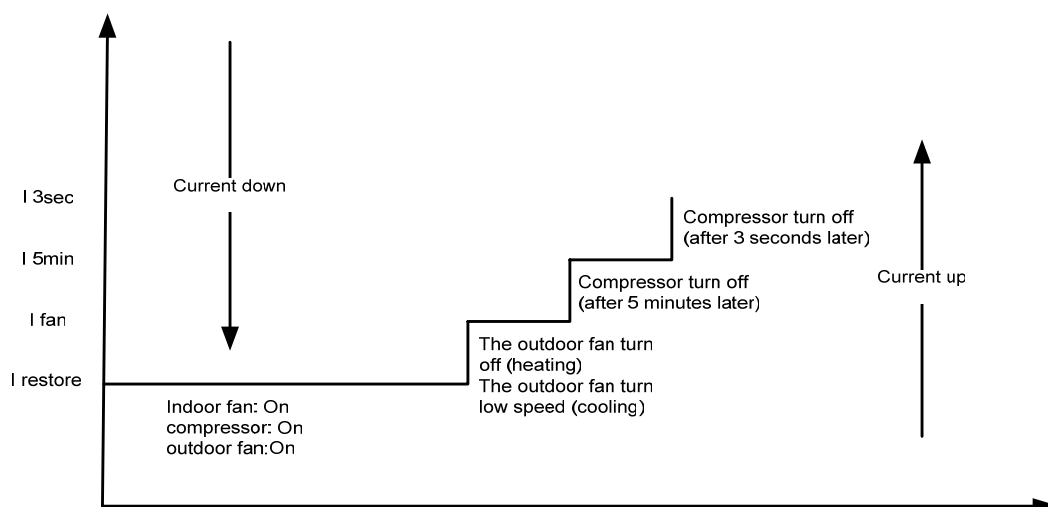 Current down
I 3sec
Compressor turn off
(after 3 seconds later)
I 5min
Compressor turn off
(after 5 minutes later)
Current up
I fan
The outdoor fan turn
off (heating)
The outdoor fan turn
low speed (cooling)
I restore
Indoor fan: On
compressor: On
outdoor fan:On